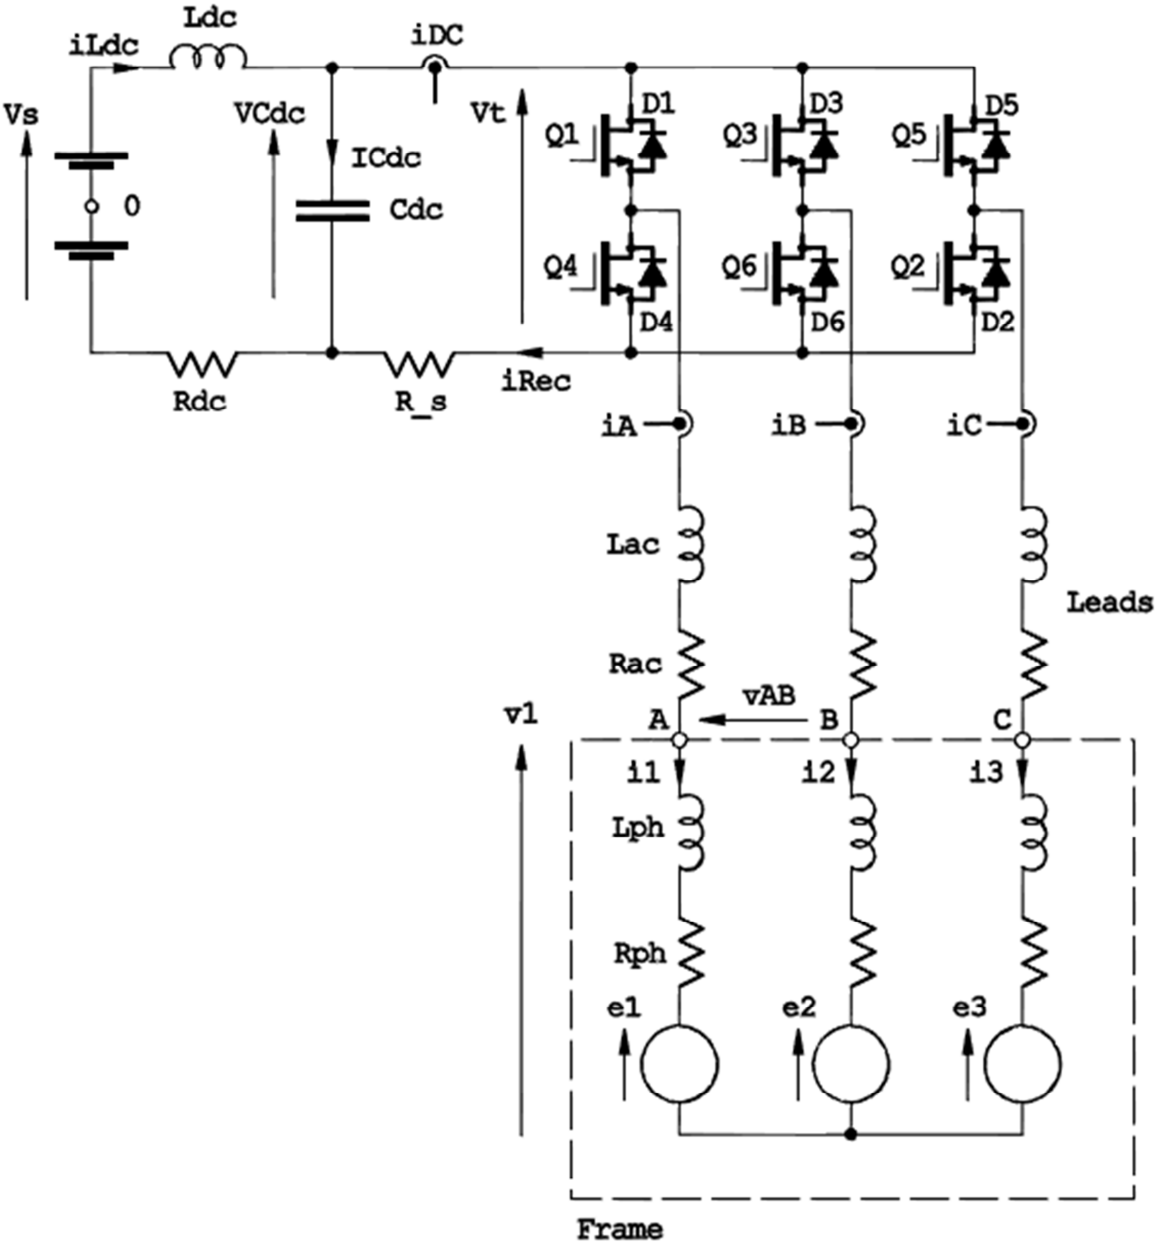 Ldc
iLdc
iDC
Vs
VCdc
Vt
D1
D3
D5
Q1
Q3
Q5
ICdc
0
Cdc
Q4
Q6
Q2
D4
D6
D2
Rdc
R_s
iRec
iA
iB
iC
Lac
Leads
Rac
vAB
v1
A
B
C
i1
i2
i3
Lph
Rph
e1
e2
e3
Frame